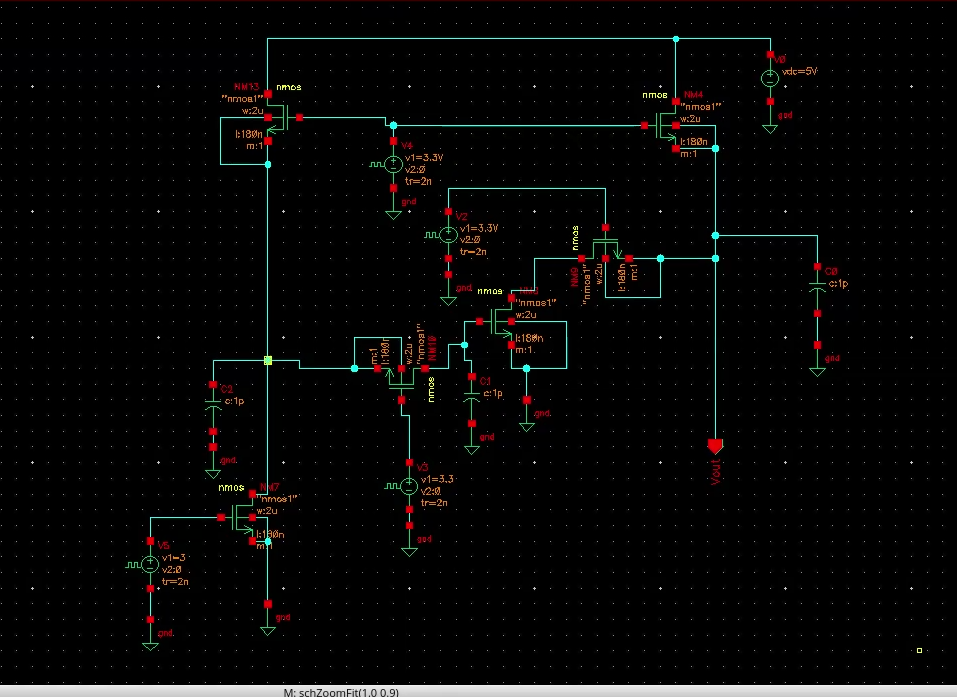 V0
vdc=5V
gnd
NM13
nmos
"nmos1"
w:2u
l:180n
m:1
nmos
NM4
"nmos1"
w:2u
l:180n
m:1
V4
v1=3.3V
v2:0
tr=2n
gnd
V2
v1=3.3V
v2:0
tr=2n
gnd
nmos
"nmos1"
w:2u
l:180n
m:1
C0
c:1p
gnd
nmos
"nmos1"
w:2u
l:180n
m:1
m:1
l:180n
w:2u
"nmos1"
nmos
C1
c:1p
gnd
gnd
C2
c:1p
gnd
V3
v1=3.3
v2:0
tr=2n
gnd
Vout
nmos
NM7
"nmos1"
w:2u
l:180n
m:1
V5
v1=3
v2:0
tr=2n
gnd
gnd
M: schZoomFit(1.0 0.9)